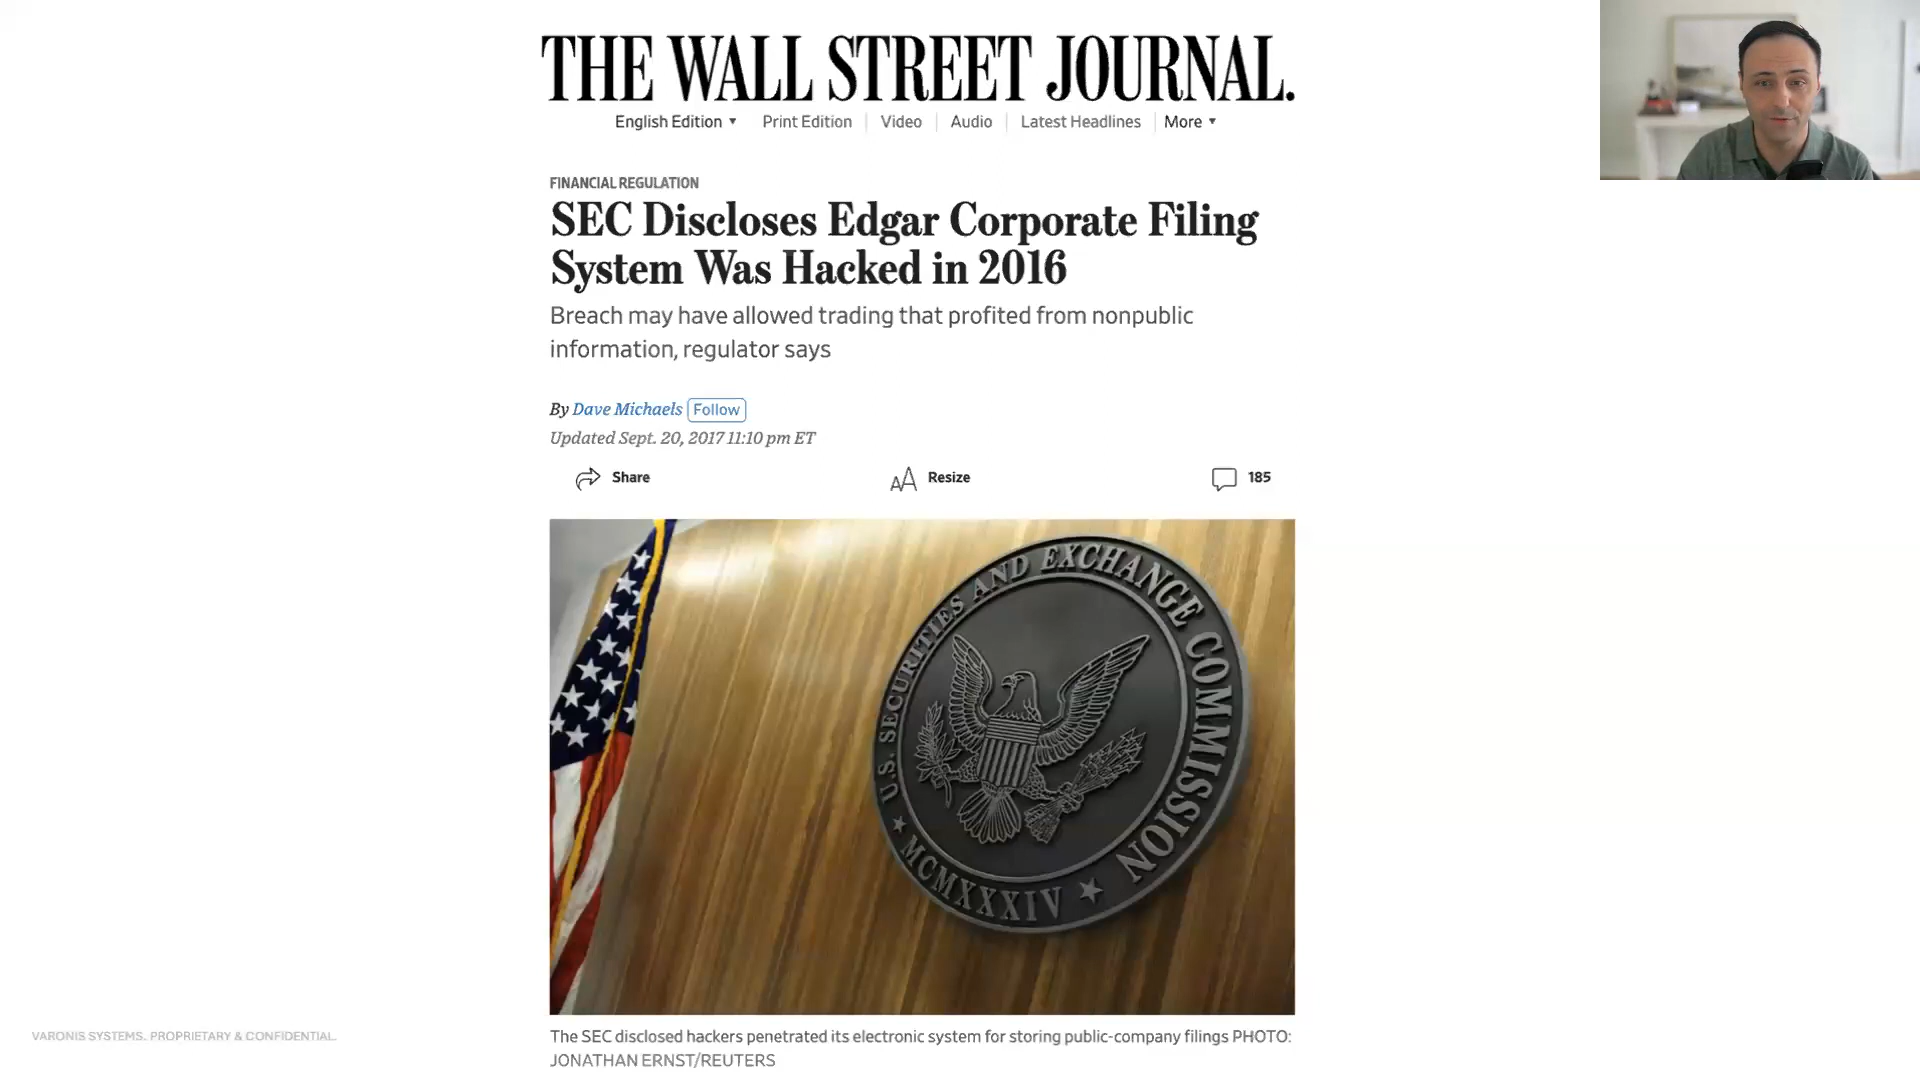 THE WALL STREET JOURNAL.
English Edition ▼ Print Edition Video Audio Latest Headlines More ▼
FINANCIAL REGULATION
SEC Discloses Edgar Corporate Filing
System Was Hacked in 2016
Breach may have allowed trading that profited from nonpublic
information, regulator says
By Dave Michaels Follow
Updated Sept. 20, 2017 11:10 pm ET
Share AA Resize 185
U.S. SECURITIES AND EXCHANGE COMMISSION
★ MCMXXXIV ★
VARONIS SYSTEMS. PROPRIETARY & CONFIDENTIAL.
The SEC disclosed hackers penetrated its electronic system for storing public-company filings PHOTO:
JONATHAN ERNST/REUTERS